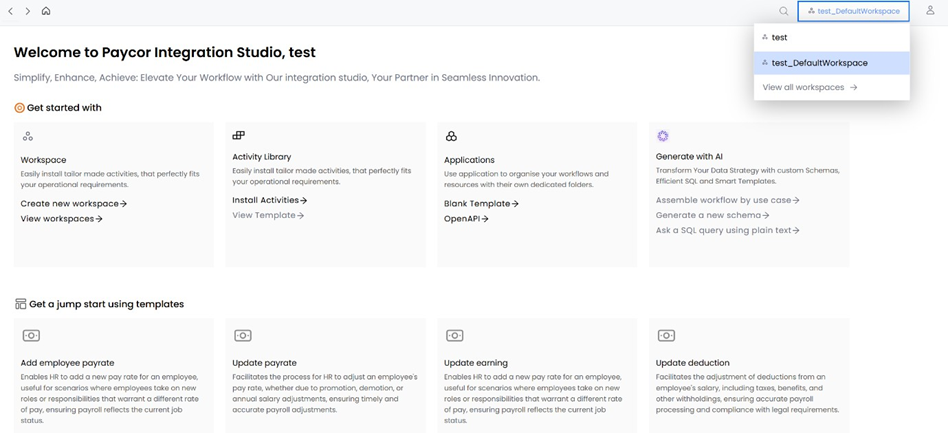 test_DefaultWorkspace
test
test_DefaultWorkspace
View all workspaces
Welcome to Paycor Integration Studio, test
Simplify, Enhance, Achieve: Elevate Your Workflow with Our integration studio, Your Partner in Seamless Innovation.
Get started with
Workspace
Easily install tailor made activities, that perfectly fits
your operational requirements.
Create new workspace
View workspaces
Activity Library
Easily install tailor made activities, that perfectly fits
your operational requirements.
Install Activities
View Template
Applications
Use application to organise your workflows and
resources with their own dedicated folders.
Blank Template
OpenAPI
Generate with AI
Transform Your Data Strategy with custom Schemas,
Efficient SQL and Smart Templates.
Assemble workflow by use case
Generate a new schema
Ask a SQL query using plain text
Get a jump start using templates
Add employee payrate
Enables HR to add a new pay rate for an employee,
useful for scenarios where employees take on new
roles or responsibilities that warrant a different rate
of pay, ensuring payroll reflects the current job
status.
Update payrate
Facilitates the process for HR to adjust an employee's
pay rate, whether due to promotion, demotion, or
annual salary adjustments, ensuring timely and
accurate payroll adjustments.
Update earning
Enables HR to add a new pay rate for an employee,
useful for scenarios where employees take on new
roles or responsibilities that warrant a different rate
of pay, ensuring payroll reflects the current job
status.
Update deduction
Facilitates the adjustment of deductions from an
employee's salary, including taxes, benefits, and
other withholdings, ensuring accurate payroll
processing and compliance with legal requirements.